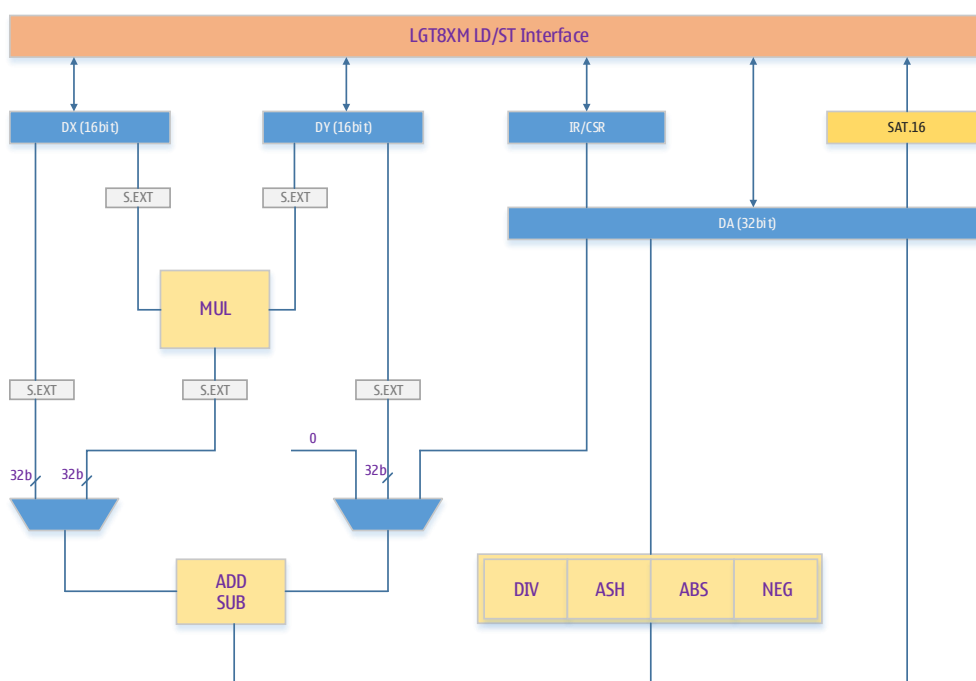 LGT8XM LD/ST Interface
DX (16bit)
DY (16bit)
IR/CSR
SAT.16
S.EXT
S.EXT
DA (32bit)
MUL
S.EXT
S.EXT
S.EXT
0
32b
32b
32b
ADD
SUB
DIV
ASH
ABS
NEG